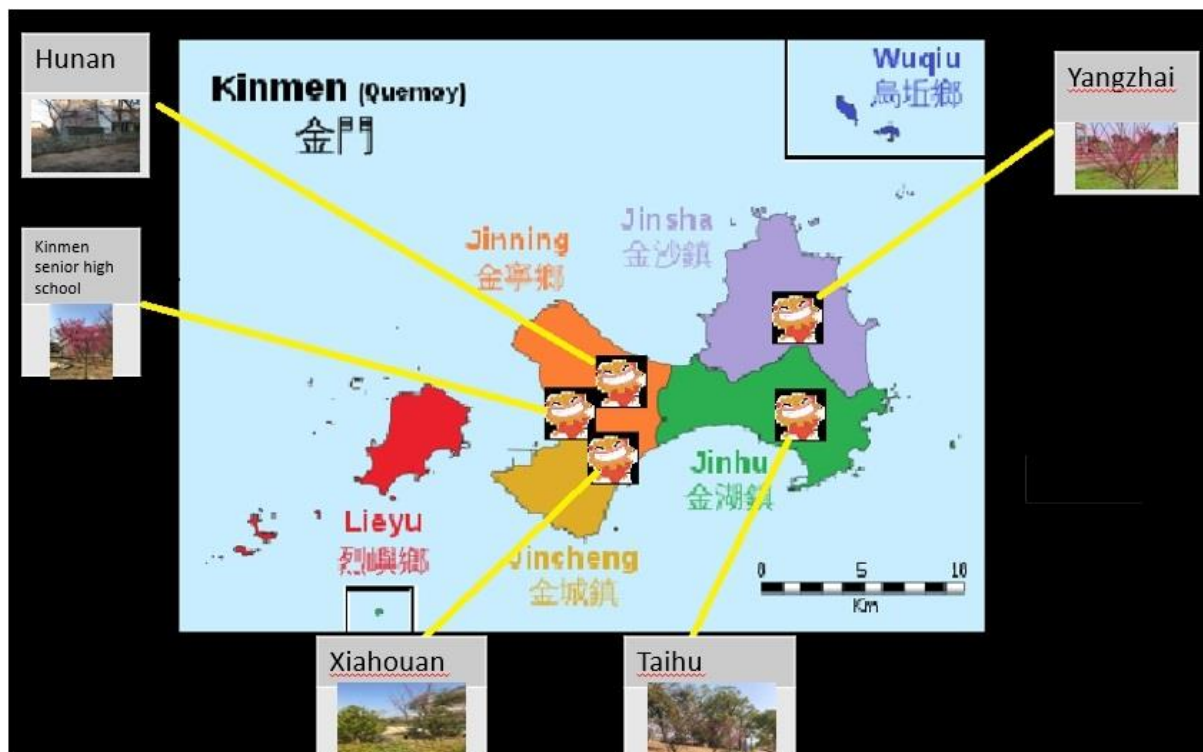 Hunan
Kinmen senior high school
Kinmen (Quemoy)
金門
Wuqiu
烏坵鄉
Yangzhai
Jinsha
金沙鎮
Jinning
金寧鄉
Jinhu
金湖鎮
Lieyu
烈嶼鄉
Jincheng
金城鎮
0 5 10
Km
Xiahouan
Taihu